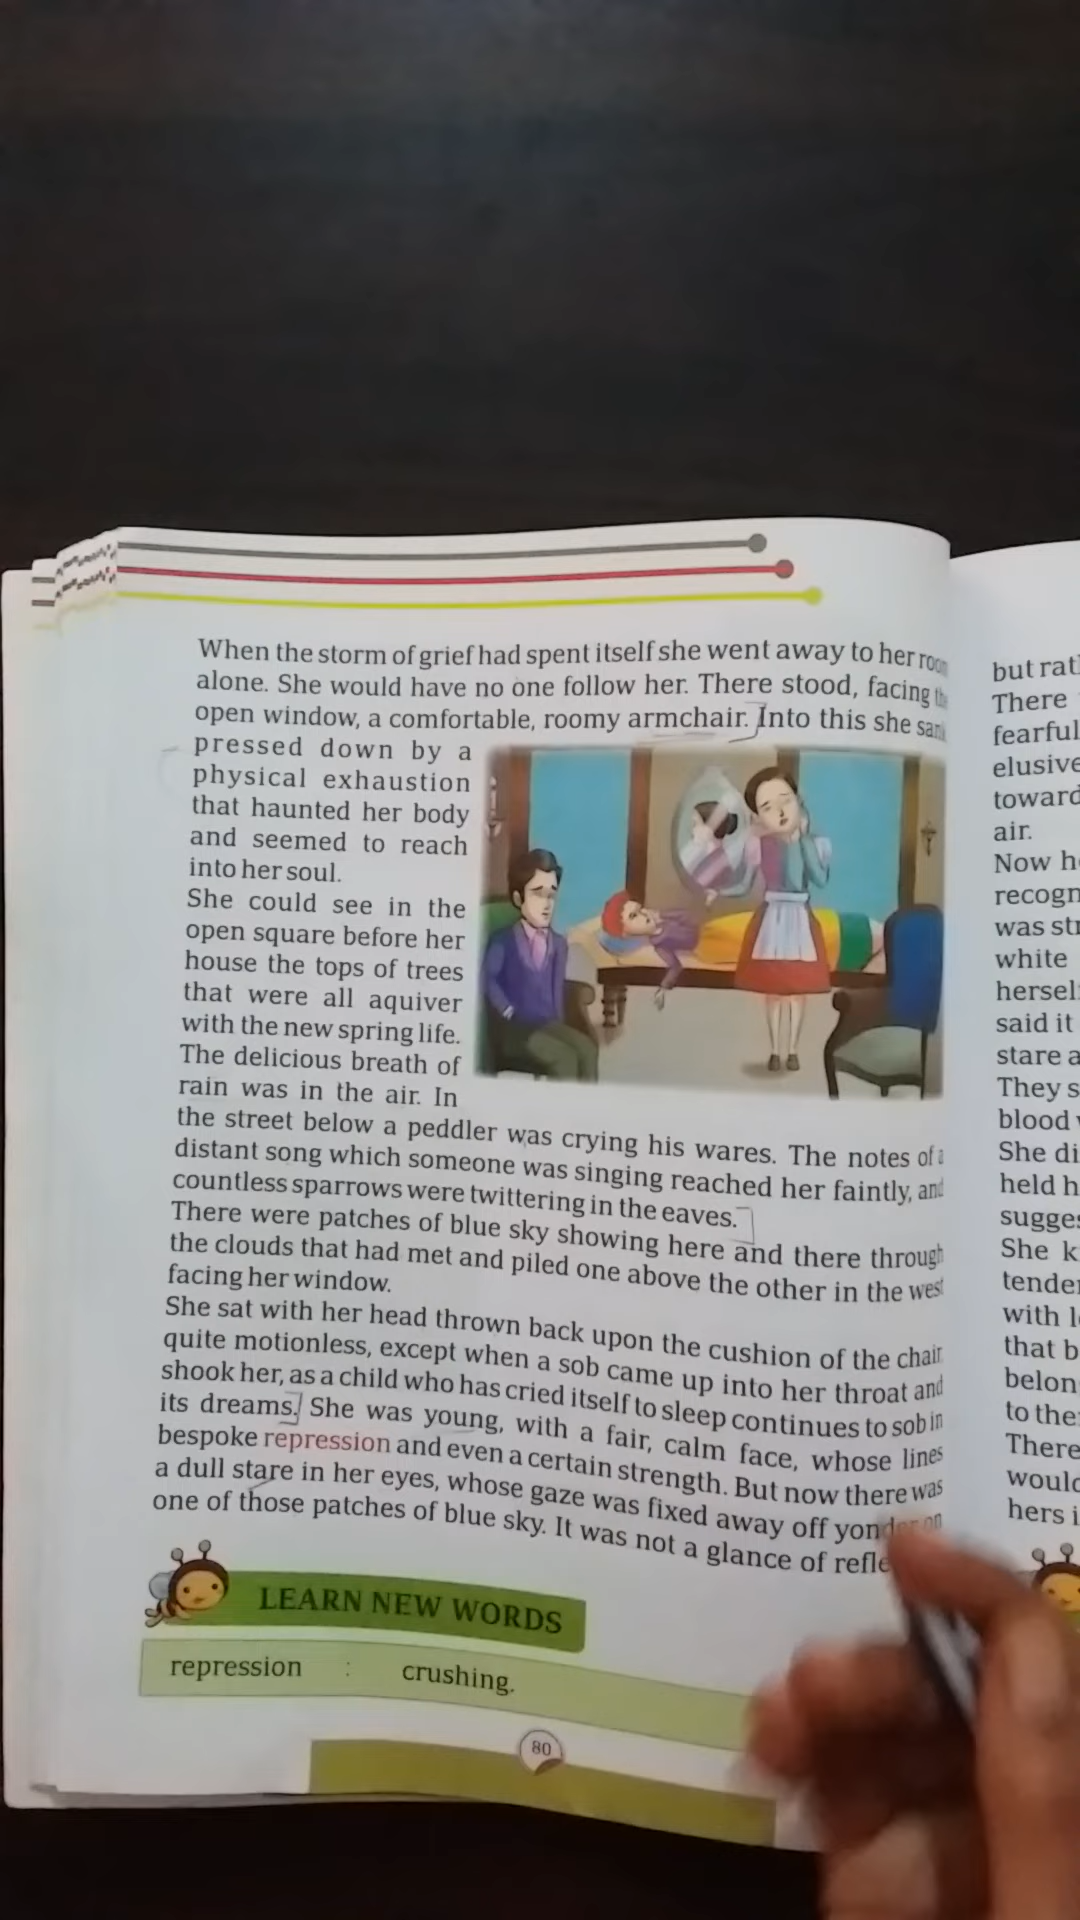 When the storm of grief had spent itself she went away to her room
alone. She would have no one follow her. There stood, facing the
open window, a comfortable, roomy armchair. Into this she sank
pressed down by a
physical exhaustion
that haunted her body
and seemed to reach
into her soul.
She could see in the
open square before her
house the tops of trees
that were all aquiver
with the new spring life.
The delicious breath of
rain was in the air. In
the street below a peddler was crying his wares. The notes of a
distant song which someone was singing reached her faintly, and
countless sparrows were twittering in the eaves.
There were patches of blue sky showing here and there through
the clouds that had met and piled one above the other in the west
facing her window.
She sat with her head thrown back upon the cushion of the chair
quite motionless, except when a sob came up into her throat and
shook her, as a child who has cried itself to sleep continues to sob in
its dreams. She was young, with a fair, calm face, whose lines
bespoke repression and even a certain strength. But now there was
a dull stare in her eyes, whose gaze was fixed away off yonder on
one of those patches of blue sky. It was not a glance of
LEARN NEW WORDS
repression : crushing.
80
but
There
fearful
elusive
toward
air.
Now
was
white
said it
stare a
They
blood
She
held
She
with
that
to
There
would
hers